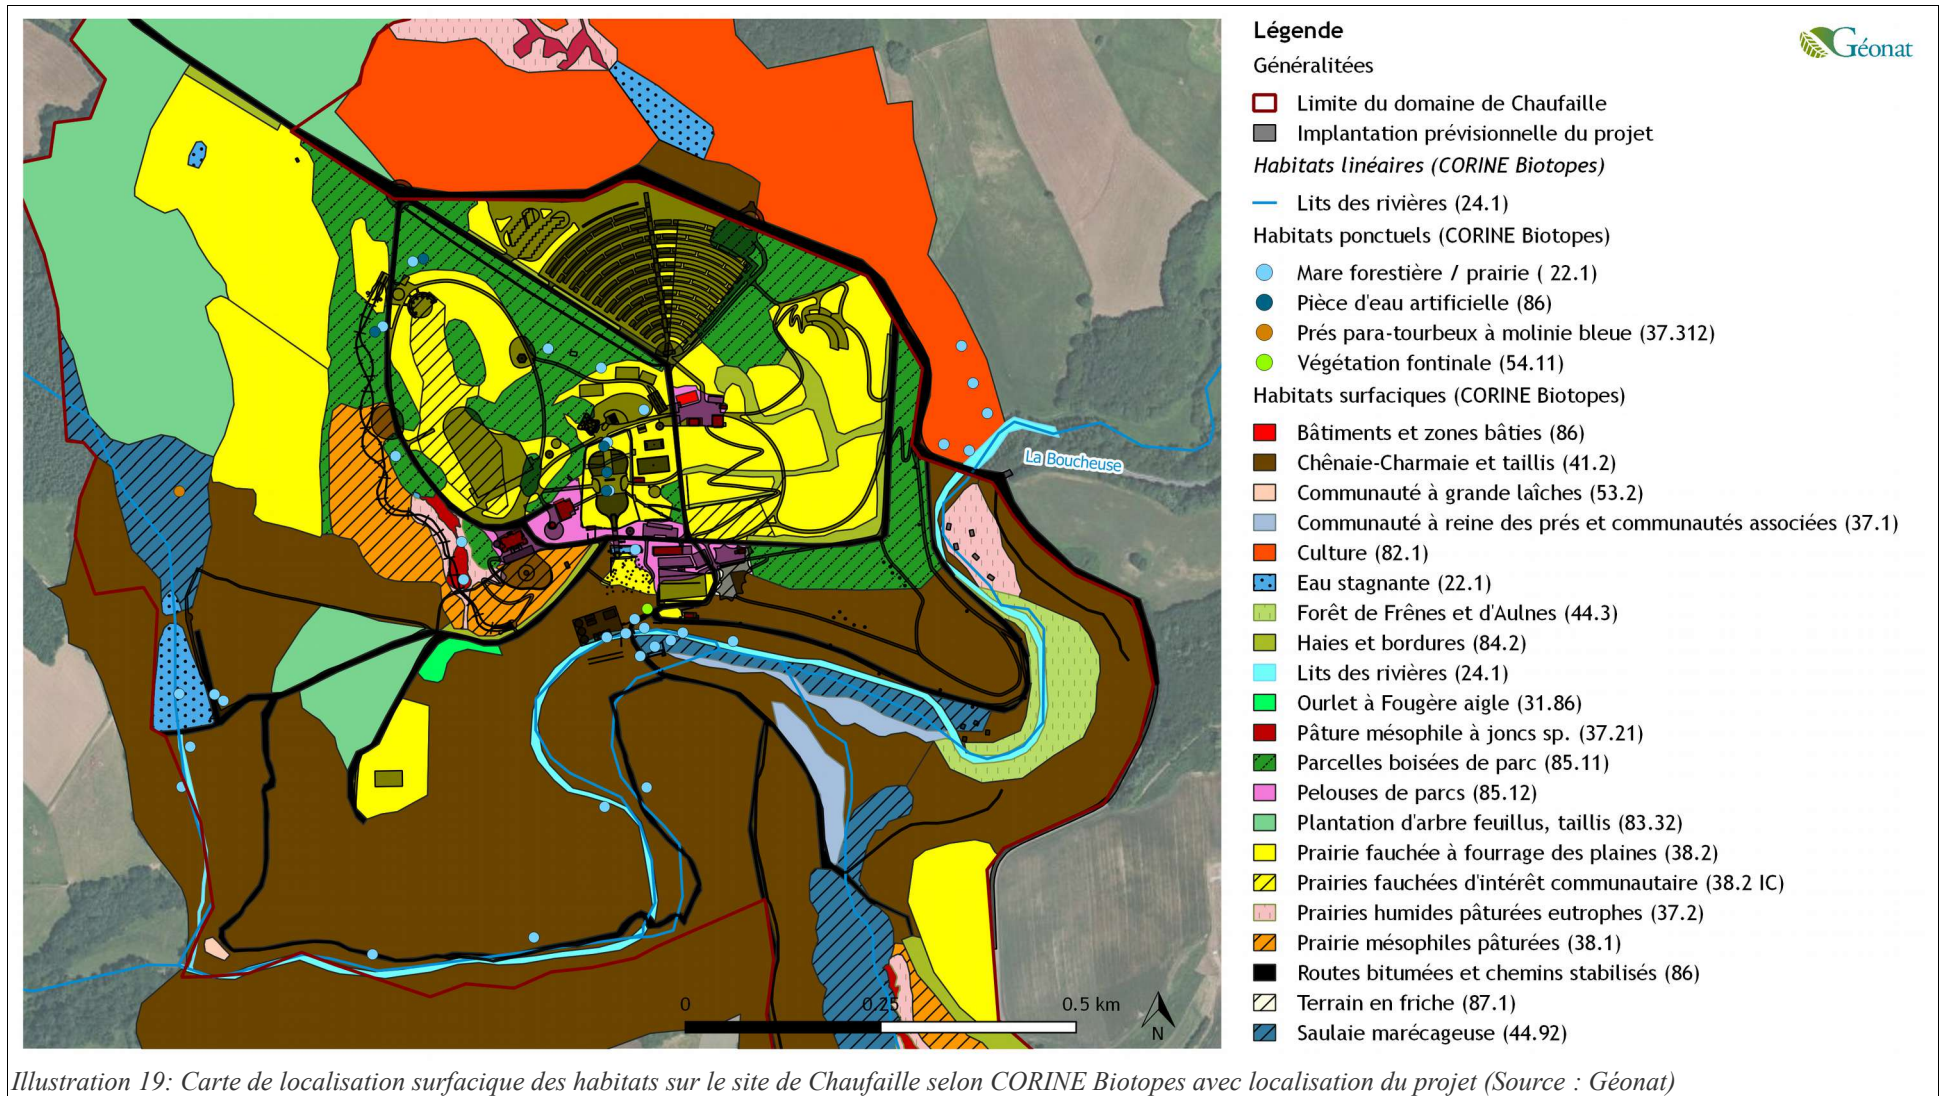 Légende
Géonat
Généralitées
Limite du domaine de Chaufaille
Implantation prévisionnelle du projet
Habitats linéaires (CORINE Biotopes)
Lits des rivières (24.1)
Habitats ponctuels (CORINE Biotopes)
Mare forestière / prairie ( 22.1)
Pièce d'eau artificielle (86)
Prés para-tourbeux à molinie bleue (37.312)
Végétation fontinale (54.11)
Habitats surfaciques (CORINE Biotopes)
Bâtiments et zones bâties (86)
Chênaie-Charmaie et taillis (41.2)
Communauté à grande laîches (53.2)
Communauté à reine des prés et communautés associées (37.1)
Culture (82.1)
Eau stagnante (22.1)
Forêt de Frênes et d'Aulnes (44.3)
Haies et bordures (84.2)
Lits des rivières (24.1)
Ourlet à Fougère aigle (31.86)
Pâture mésophile à joncs sp. (37.21)
Parcelles boisées de parc (85.11)
Pelouses de parcs (85.12)
Plantation d'arbre feuillus, taillis (83.32)
Prairie fauchée à fourrage des plaines (38.2)
Prairies fauchées d'intérêt communautaire (38.2 IC)
Prairies humides pâturées eutrophes (37.2)
Prairie mésophiles pâturées (38.1)
Routes bitumées et chemins stabilisés (86)
Terrain en friche (87.1)
Saulaie marécageuse (44.92)
La Boucheuse
0 0.25 0.5 km
N
Illustration 19: Carte de localisation surfacique des habitats sur le site de Chaufaille selon CORINE Biotopes avec localisation du projet (Source : Géonat)